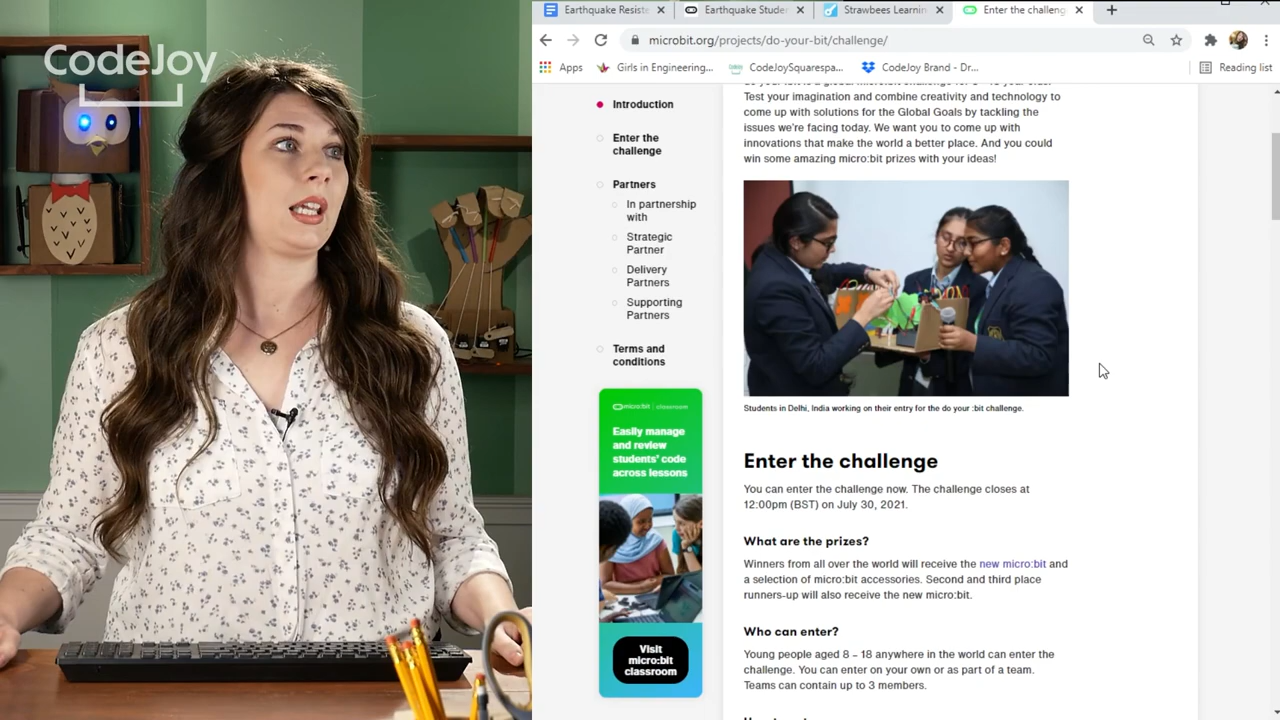 CodeJoy
Earthquake Resiste
Earthquake Studer
Strawbees Learnin
Enter the challeng
microbit.org/projects/do-your-bit/challenge/
Apps
Girls in Engineering,...
CodeJoySquarespa...
CodeJoy Brand - Dr...
Reading list
Introduction
Enter the
challenge
Partners
In partnership
with
Strategic
Partner
Delivery
Partners
Supporting
Partners
Terms and
conditions
micro:bit | classroom
Easily manage
and review
students' code
across lessons
Visit
micro:bit
classroom
Test your imagination and combine creativity and technology to
come up with solutions for the Global Goals by tackling the
issues we're facing today. We want you to come up with
innovations that make the world a better place. And you could
win some amazing micro:bit prizes with your ideas!
Students in Delhi, India working on their entry for the do your :bit challenge.
Enter the challenge
You can enter the challenge now. The challenge closes at
12:00pm (BST) on July 30, 2021.
What are the prizes?
Winners from all over the world will receive the new micro:bit and
a selection of micro:bit accessories. Second and third place
runners-up will also receive the new micro:bit.
Who can enter?
Young people aged 8 - 18 anywhere in the world can enter the
challenge. You can enter on your own or as part of a team.
Teams can contain up to 3 members.